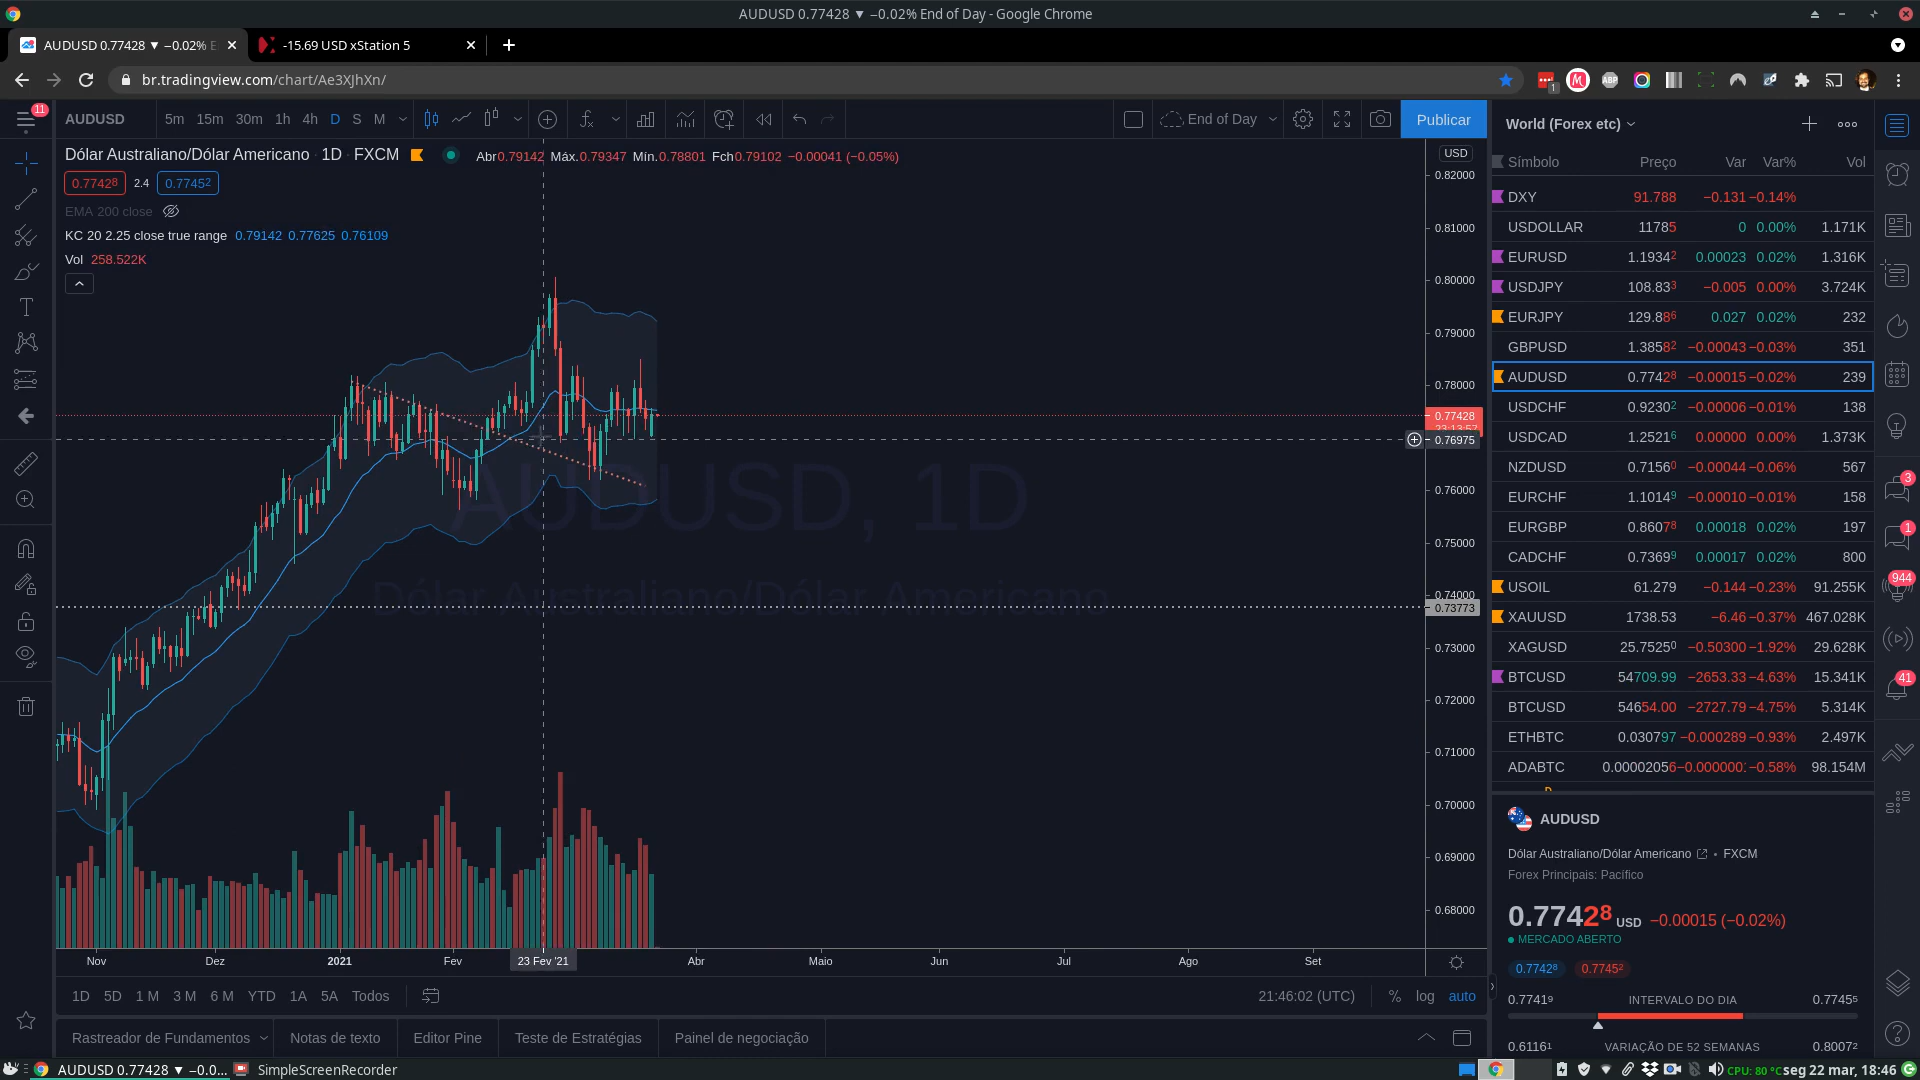 AUDUSD 0.77428 ▼ −0.02% End of Day - Google Chrome
AUDUSD 0.77428 ▼ −0.02% E
-15.69 USD xStation 5
br.tradingview.com/chart/Ae3XJhXn/
1
11
AUDUSD 5m 15m 30m 1h 4h D S M End of Day Publicar
Dólar Australiano/Dólar Americano · 1D · FXCM Abr0.79142 Máx.0.79347 Mín.0.78801 Fch0.79102 −0.00041 (−0.05%)
0.77428 2.4 0.77452
EMA 200 close
KC 20 2.25 close true range 0.79142 0.77625 0.76109
Vol 258.522K
AUDUSD, 1D
Dólar Australiano/Dólar Americano
USD
0.82000
0.81000
0.80000
0.79000
0.78000
0.77428
23:13:57
0.76975
0.76000
0.75000
0.74000
0.73773
0.73000
0.72000
0.71000
0.70000
0.69000
0.68000
Nov Dez 2021 Fev 23 Fev '21 Abr Maio Jun Jul Ago Set
1D 5D 1 M 3 M 6 M YTD 1A 5A Todos 21:46:02 (UTC) % log auto
Rastreador de Fundamentos Notas de texto Editor Pine Teste de Estratégias Painel de negociação
World (Forex etc)
Símbolo Preço Var Var% Vol
DXY 91.788 −0.131 −0.14%
USDOLLAR 11785 0 0.00% 1.171K
EURUSD 1.19342 0.00023 0.02% 1.316K
USDJPY 108.833 −0.005 0.00% 3.724K
EURJPY 129.886 0.027 0.02% 232
GBPUSD 1.38582 −0.00043 −0.03% 351
AUDUSD 0.77428 −0.00015 −0.02% 239
USDCHF 0.92302 −0.00006 −0.01% 138
USDCAD 1.25216 0.00000 0.00% 1.373K
NZDUSD 0.71560 −0.00044 −0.06% 567
EURCHF 1.10149 −0.00010 −0.01% 158
EURGBP 0.86078 0.00018 0.02% 197
CADCHF 0.73699 0.00017 0.02% 800
USOIL 61.279 −0.144 −0.23% 91.255K
XAUUSD 1738.53 −6.46 −0.37% 467.028K
XAGUSD 25.75250 −0.50300 −1.92% 29.628K
BTCUSD 54709.99 −2653.33 −4.63% 15.341K
BTCUSD 54654.00 −2727.79 −4.75% 5.314K
ETHBTC 0.030797 −0.000289 −0.93% 2.497K
ADABTC 0.00002056 −0.000000: −0.58% 98.154M
AUDUSD
Dólar Australiano/Dólar Americano • FXCM
Forex Principais: Pacífico
0.77428 USD −0.00015 (−0.02%)
MERCADO ABERTO
0.77428 0.77452
0.77419 INTERVALO DO DIA 0.77455
0.61161 VARIAÇÃO DE 52 SEMANAS 0.80072
3
1
944
41
AUDUSD 0.77428 ▼ −0.0... SimpleScreenRecorder
CPU: 80 °C seg 22 mar, 18:46